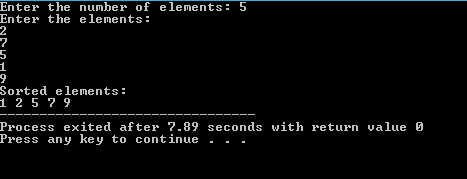 Enter the number of elements: 5
Enter the elements:
2
7
5
1
9
Sorted elements:
1 2 5 7 9
--------------------------------
Process exited after 7.89 seconds with return value 0
Press any key to continue . . .